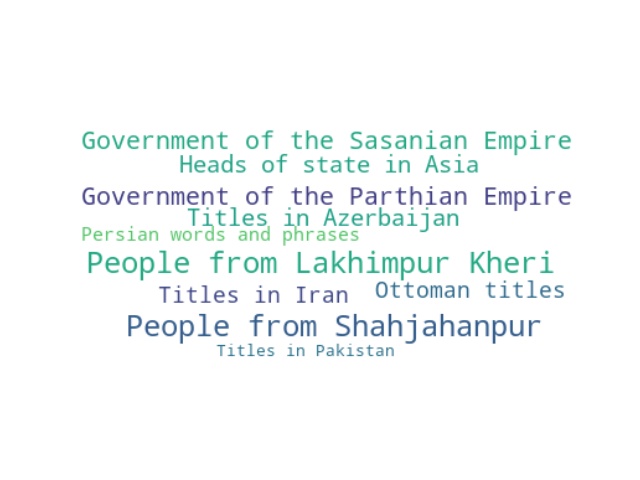 Government of the Sasanian Empire
Heads of state in Asia
Government of the Parthian Empire
Titles in Azerbaijan
Persian words and phrases
People from Lakhimpur Kheri
Titles in Iran
Ottoman titles
People from Shahjahanpur
Titles in Pakistan